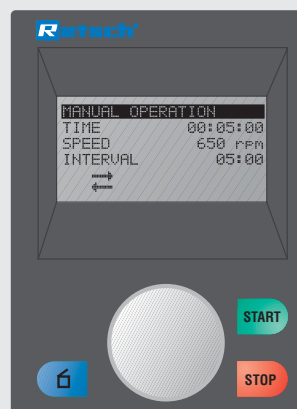 Retsch®
MANUAL OPERATION
TIME 00:05:00
SPEED 650 rpm
INTERVAL 05:00
START
STOP